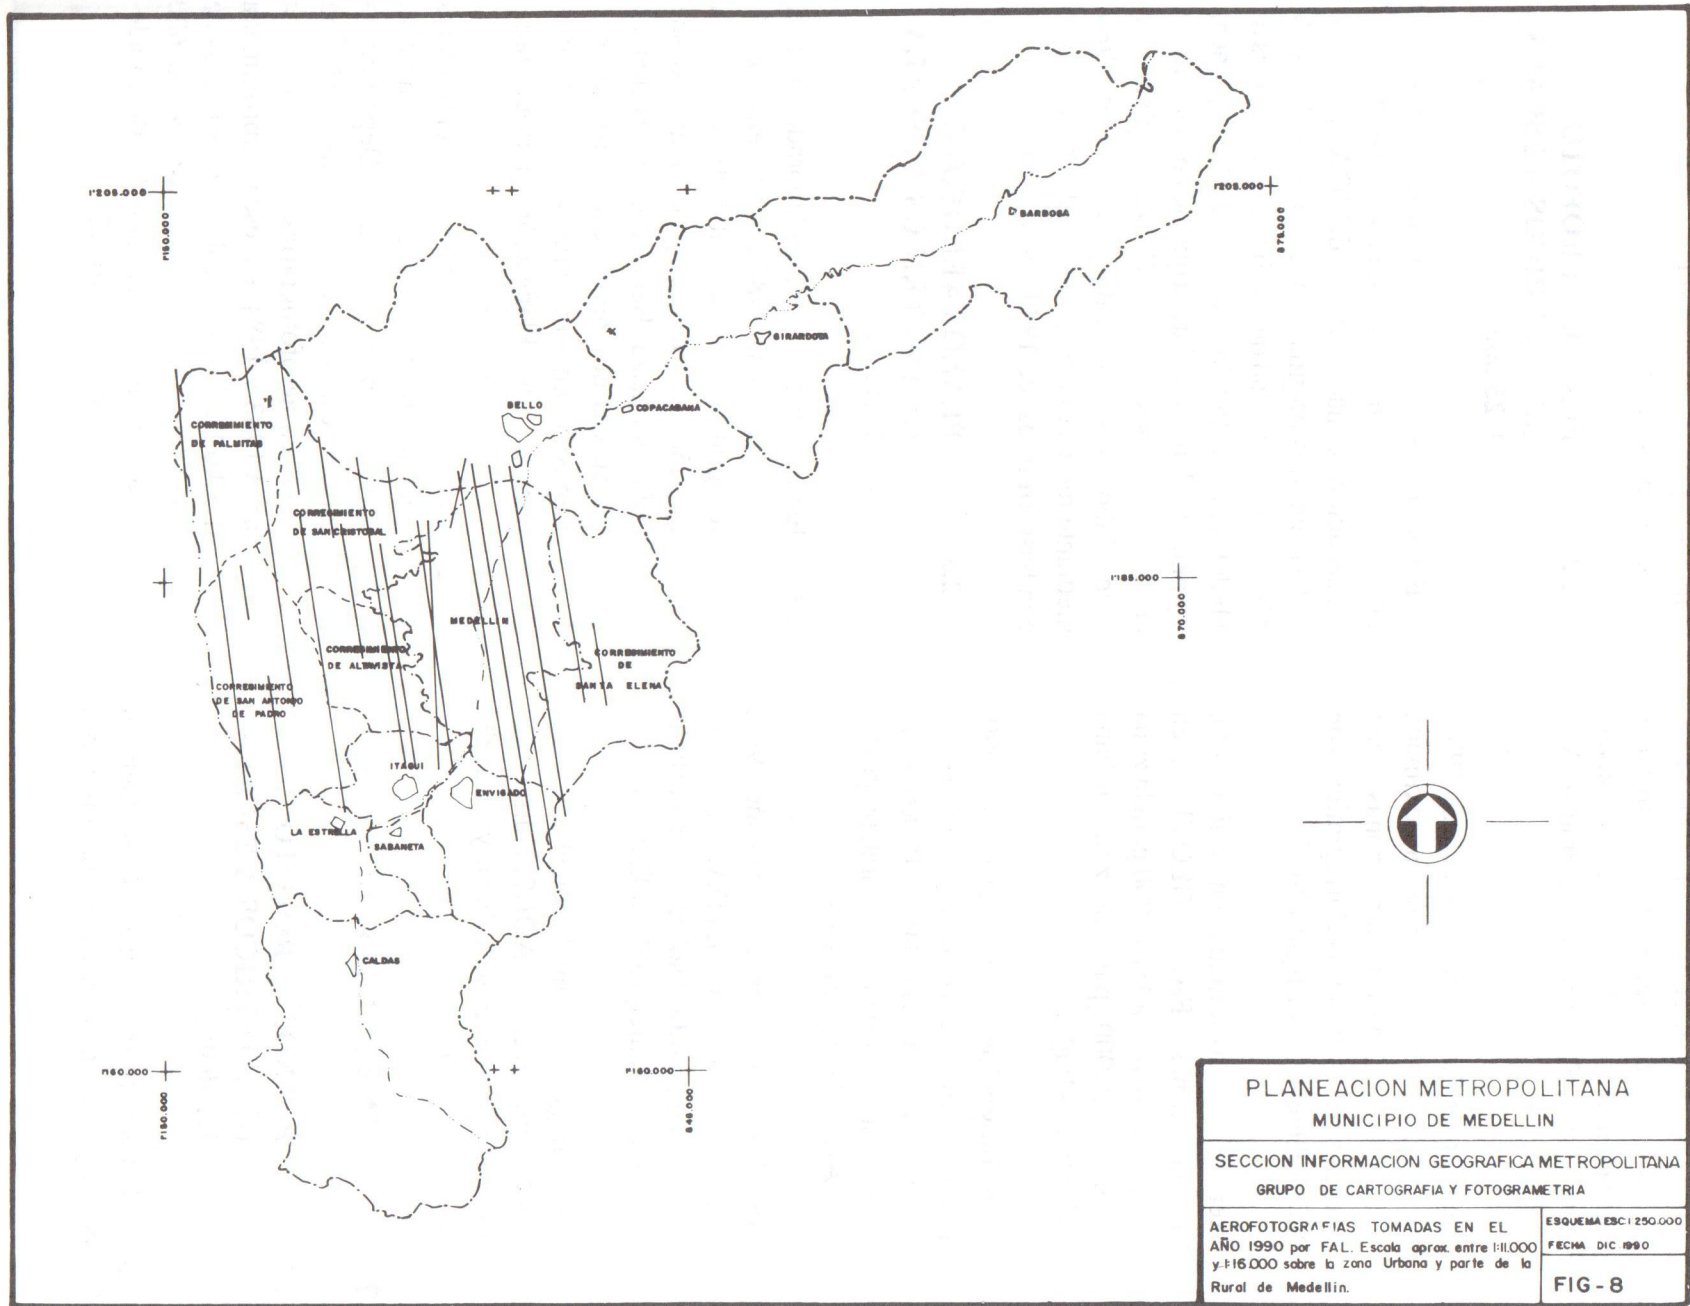 1'205.000
1'150.000
1'205.000
875.000
BARBOSA
GIRARDOTA
BELLO
COPACABANA
CORREGIMIENTO
DE PALMITAS
CORREGIMIENTO
DE SAN CRISTOBAL
1'185.000
870.000
MEDELLIN
CORREGIMIENTO
DE ALTAVISTA
CORREGIMIENTO
DE
SANTA ELENA
CORREGIMIENTO
DE SAN ANTONIO
DE PADRO
ITAGUI
ENVIGADO
LA ESTRELLA
SABANETA
CALDAS
1'160.000
1'150.000
1'160.000
845.000
PLANEACION METROPOLITANA
MUNICIPIO DE MEDELLIN
SECCION INFORMACION GEOGRAFICA METROPOLITANA
GRUPO DE CARTOGRAFIA Y FOTOGRAMETRIA
AEROFOTOGRAFIAS TOMADAS EN EL
AÑO 1990 por FAL. Escala aprox. entre 1:11.000
y 1:16.000 sobre la zona Urbana y parte de la
Rural de Medellin.
ESQUEMA ESC 1:250.000
FECHA DIC 1990
FIG - 8